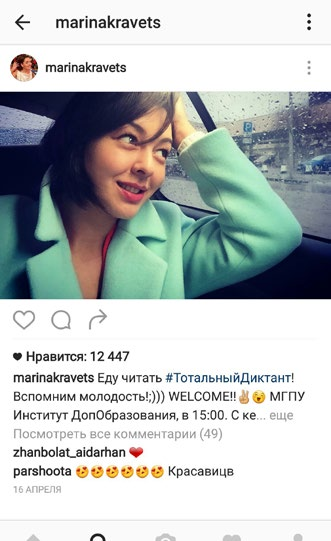 marinakravets
marinakravets
Нравится: 12 447
marinakravets Еду читать #ТотальныйДиктант!
Вспомним молодость!;))) WELCOME!!✌😯 МГПУ
Институт ДопОбразования, в 15:00. С ке... еще
Посмотреть все комментарии (49)
zhanbolat_aidarhan ❤
parshoota 😍😍😍😍😍😍 Красавицв
16 АПРЕЛЯ